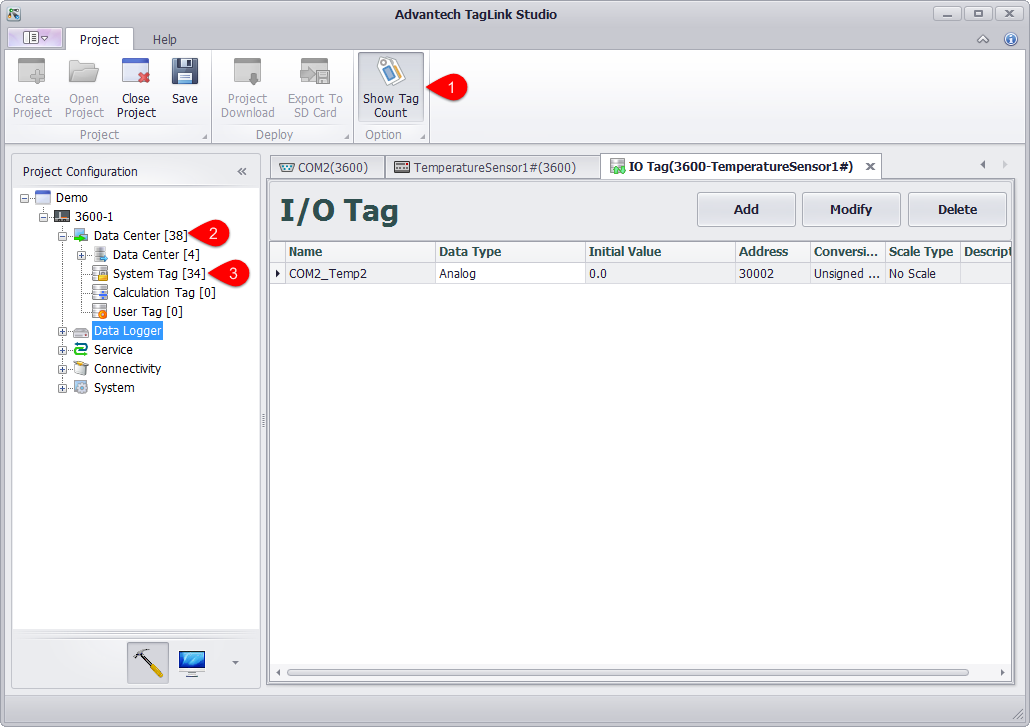 Advantech TagLink Studio
Project
Help
Create Project
Open Project
Close Project
Save
Project Download
Export To SD Card
Show Tag Count
1
Project
Deploy
Option
Project Configuration
Demo
3600-1
Data Center [38]
2
Data Center [4]
System Tag [34]
3
Calculation Tag [0]
User Tag [0]
Data Logger
Service
Connectivity
System
COM2(3600)
TemperatureSensor1#(3600)
IO Tag(3600-TemperatureSensor1#)
I/O Tag
Add
Modify
Delete
Name Data Type Initial Value Address Conversi... Scale Type Descript
COM2_Temp2 Analog 0.0 30002 Unsigned ... No Scale